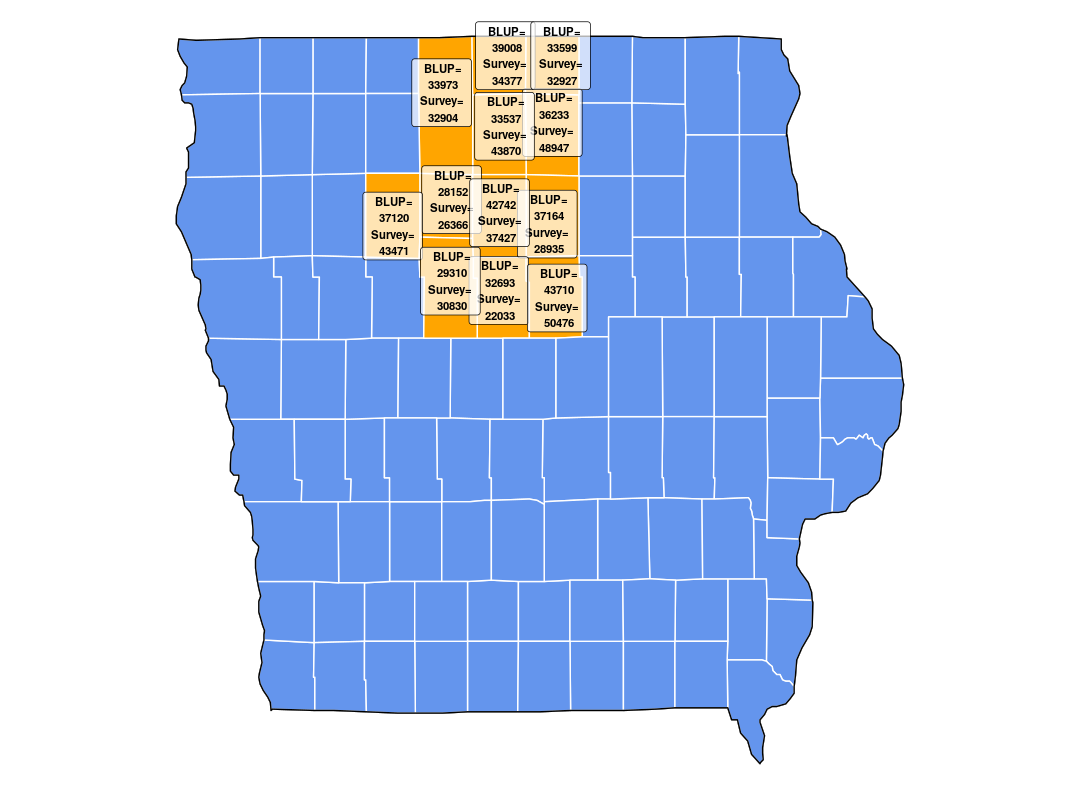 BLUP=
39008
Survey=
34377
BLUP=
33599
Survey=
32927
BLUP=
33973
Survey=
32904
BLUP=
33537
Survey=
43870
BLUP=
36233
Survey=
48947
BLUP=
28152
Survey=
26366
BLUP=
42742
Survey=
37427
BLUP=
37120
Survey=
43471
BLUP=
37164
Survey=
28935
BLUP=
29310
Survey=
30830
BLUP=
32693
Survey=
22033
BLUP=
43710
Survey=
50476